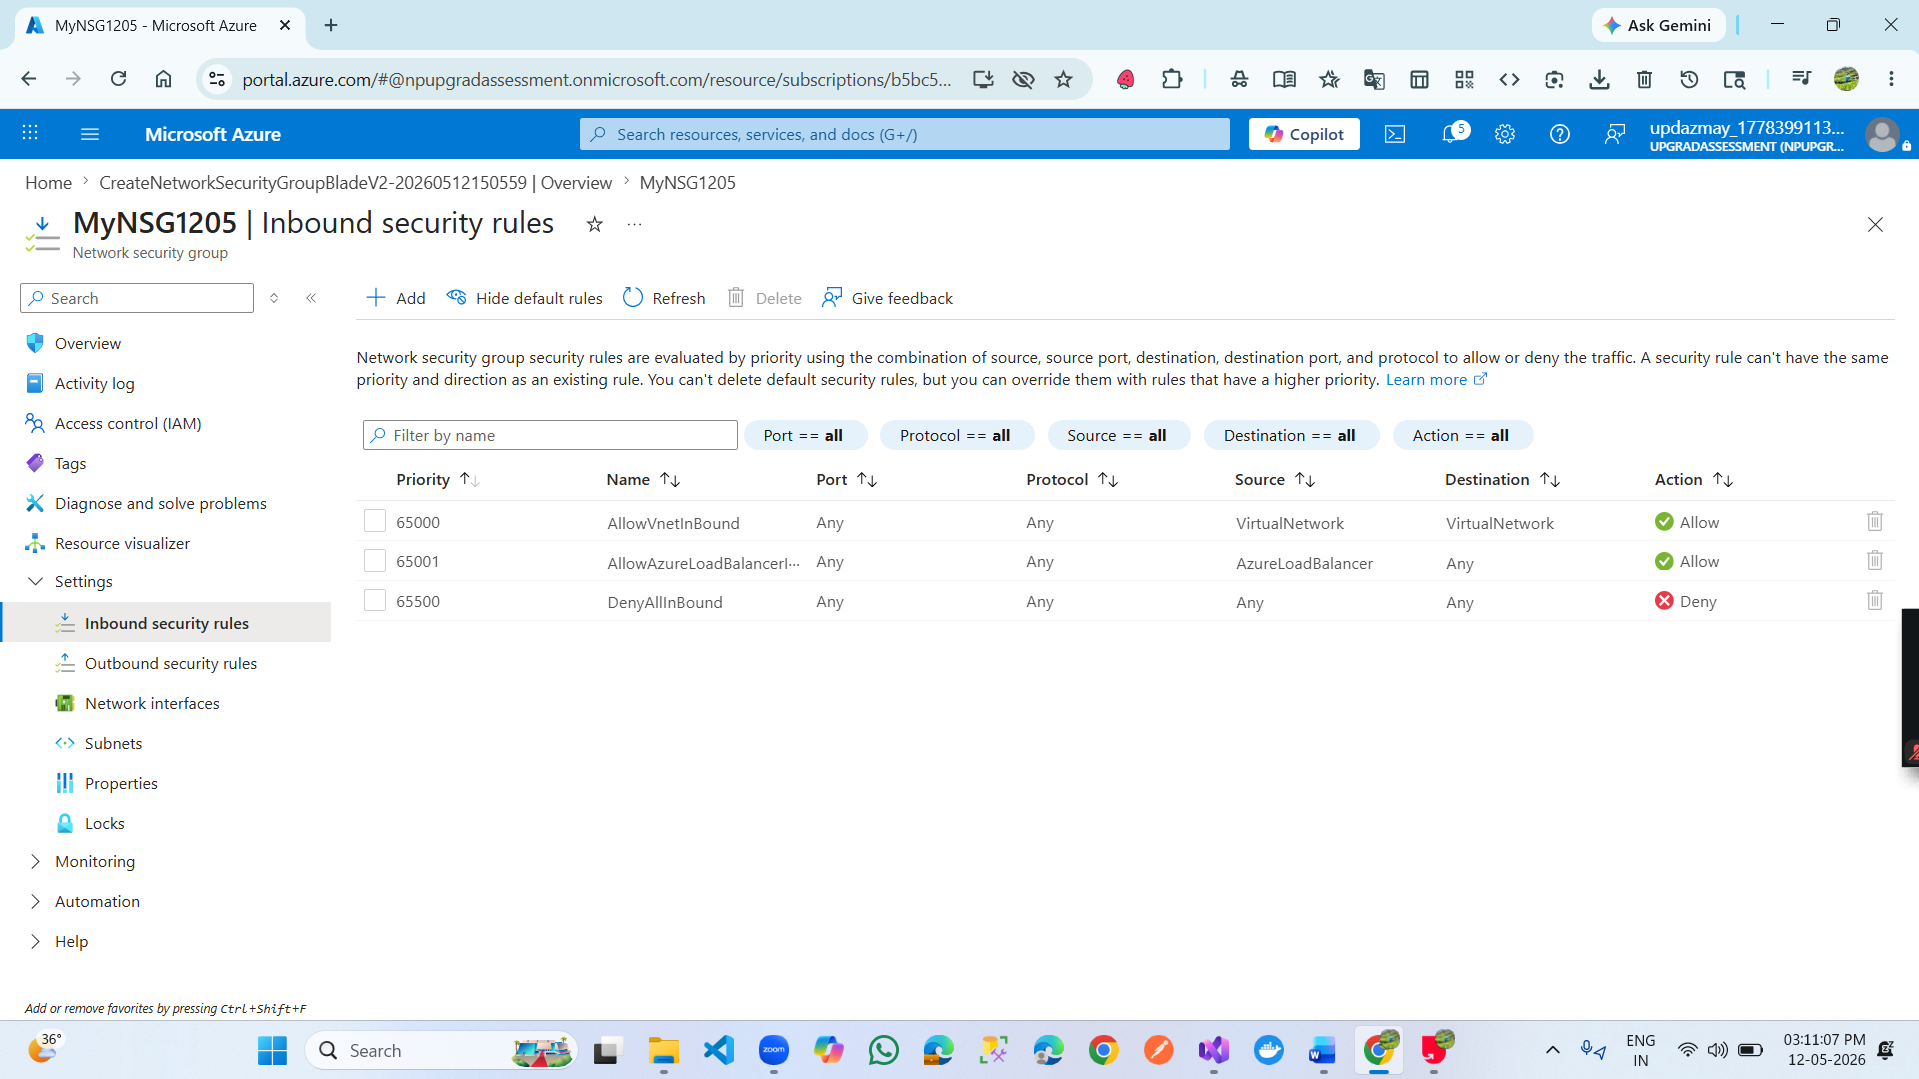 MyNSG1205 - Microsoft Azure
Ask Gemini
portal.azure.com/#@npupgradassessment.onmicrosoft.com/resource/subscriptions/b5bc5...
Microsoft Azure
Search resources, services, and docs (G+/)
Copilot
5
updazmay_1778399113...
UPGRADASSESSMENT (NPUPGR...
Home > CreateNetworkSecurityGroupBladeV2-20260512150559 | Overview > MyNSG1205
MyNSG1205 | Inbound security rules
Network security group
Search
Add
Hide default rules
Refresh
Delete
Give feedback
Overview
Activity log
Access control (IAM)
Tags
Diagnose and solve problems
Resource visualizer
Settings
Inbound security rules
Outbound security rules
Network interfaces
Subnets
Properties
Locks
Monitoring
Automation
Help
Add or remove favorites by pressing Ctrl+Shift+F
Network security group security rules are evaluated by priority using the combination of source, source port, destination, destination port, and protocol to allow or deny the traffic. A security rule can't have the same
priority and direction as an existing rule. You can't delete default security rules, but you can override them with rules that have a higher priority. Learn more
Filter by name
Port == all
Protocol == all
Source == all
Destination == all
Action == all
Priority Name Port Protocol Source Destination Action
65000 AllowVnetInBound Any Any VirtualNetwork VirtualNetwork Allow
65001 AllowAzureLoadBalancerI... Any Any AzureLoadBalancer Any Allow
65500 DenyAllInBound Any Any Any Any Deny
36°
Search
zoom
ENG
IN
03:11:07 PM
12-05-2026